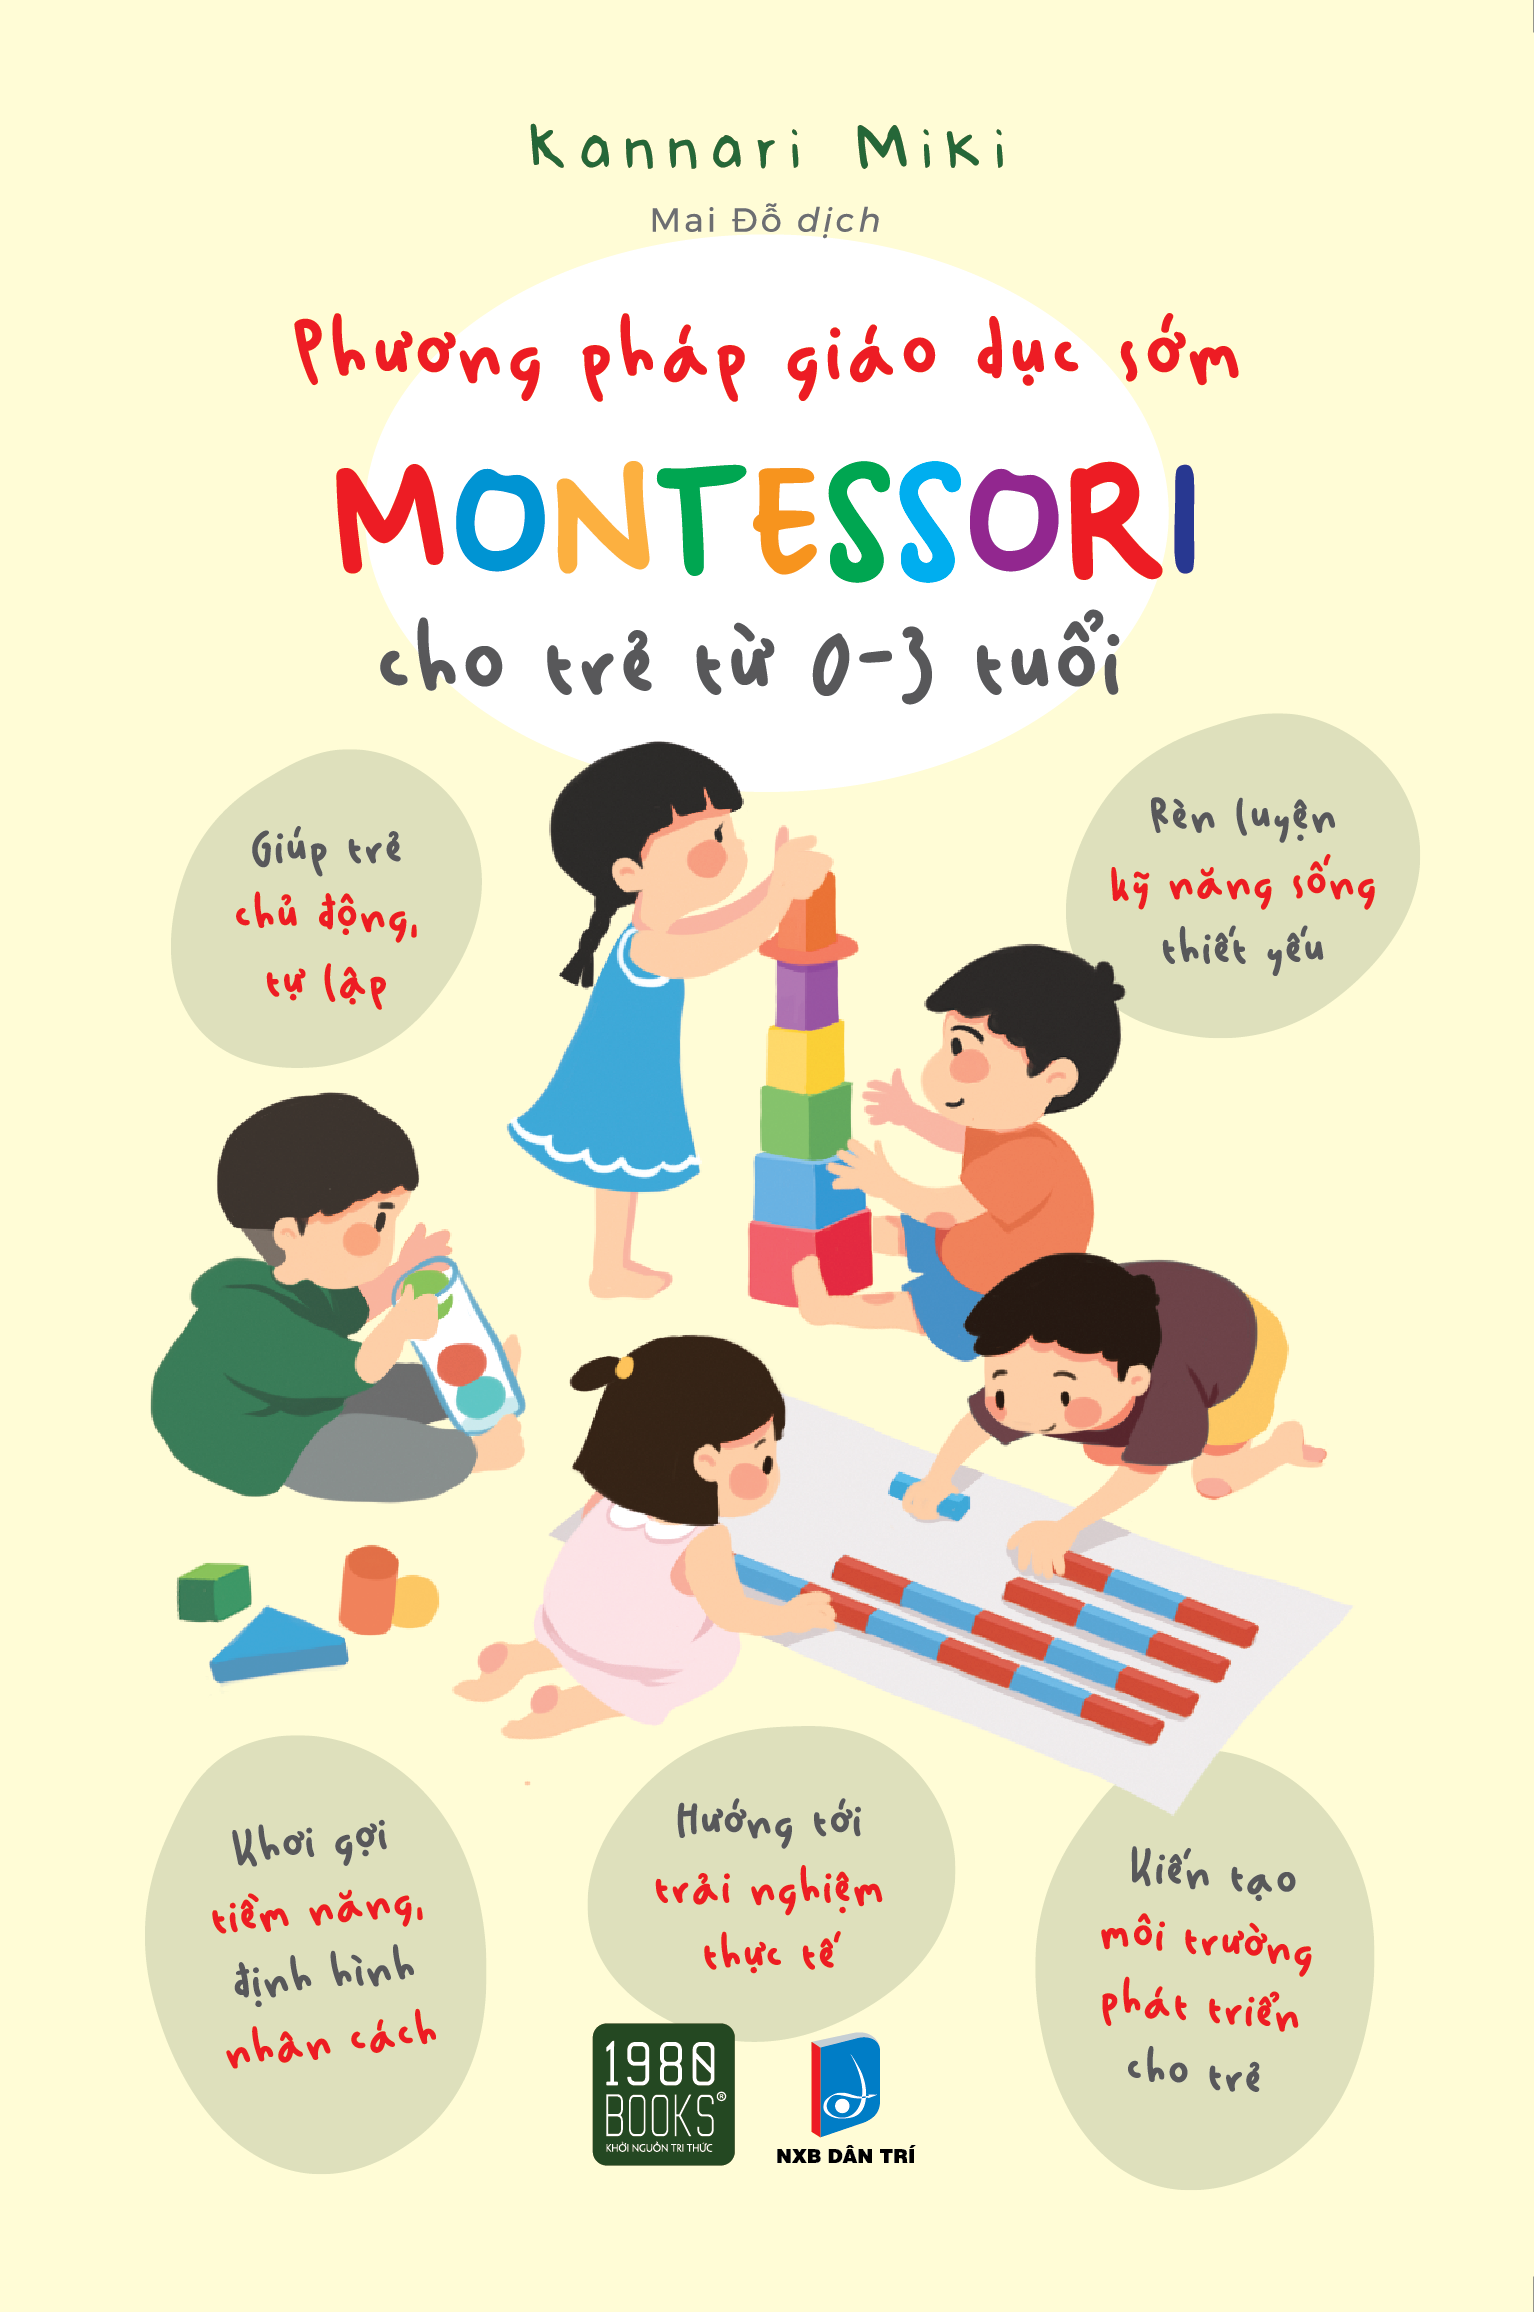 Kannari Miki
Mai Đỗ dịch
Phương pháp giáo dục sớm
MONTESSORI
cho trẻ từ 0-3 tuổi
Giúp trẻ
chủ động,
tự lập
Rèn luyện
kỹ năng sống
thiết yếu
Khơi gợi
tiềm năng,
định hình
nhân cách
Hướng tới
trải nghiệm
thực tế
Kiến tạo
môi trường
phát triển
cho trẻ
1980
BOOKS®
KHƠI NGUỒN TRI THỨC
NXB DÂN TRÍ